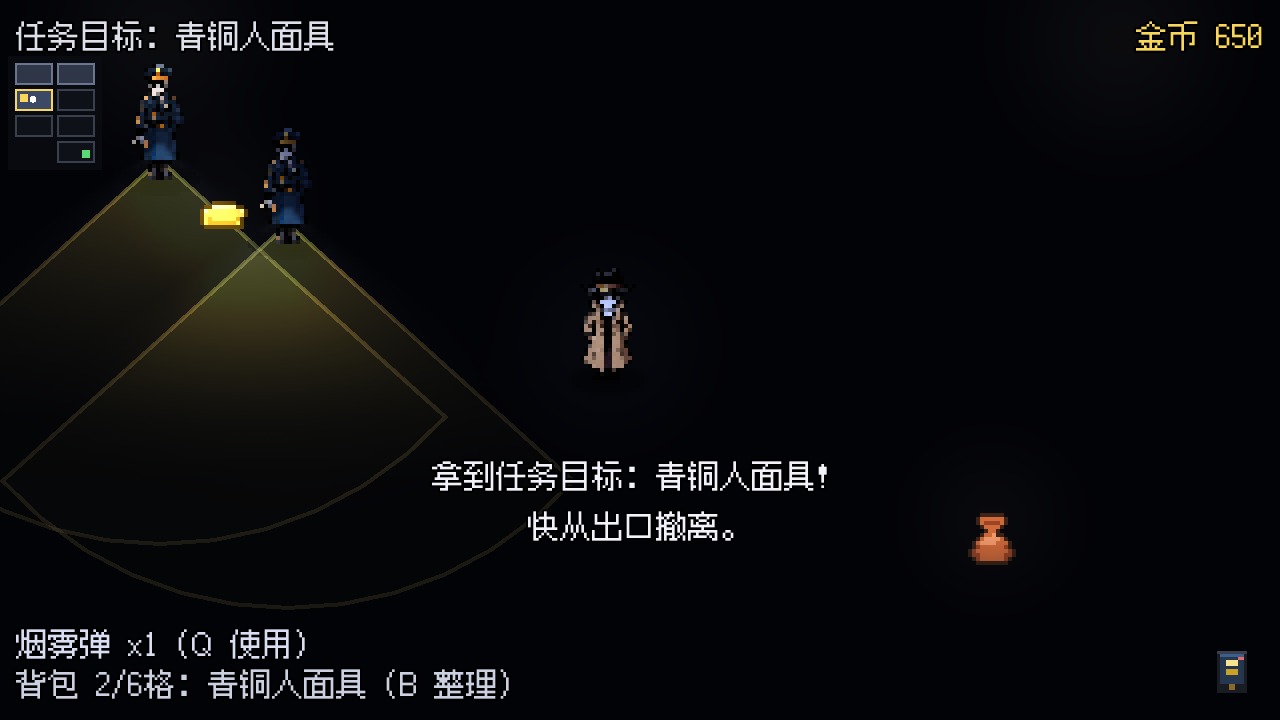 任务目标：青铜人面具
金币 650
拿到任务目标：青铜人面具！
快从出口撤离。
烟雾弹 x1（Q 使用）
背包 2/6格：青铜人面具（B 整理）